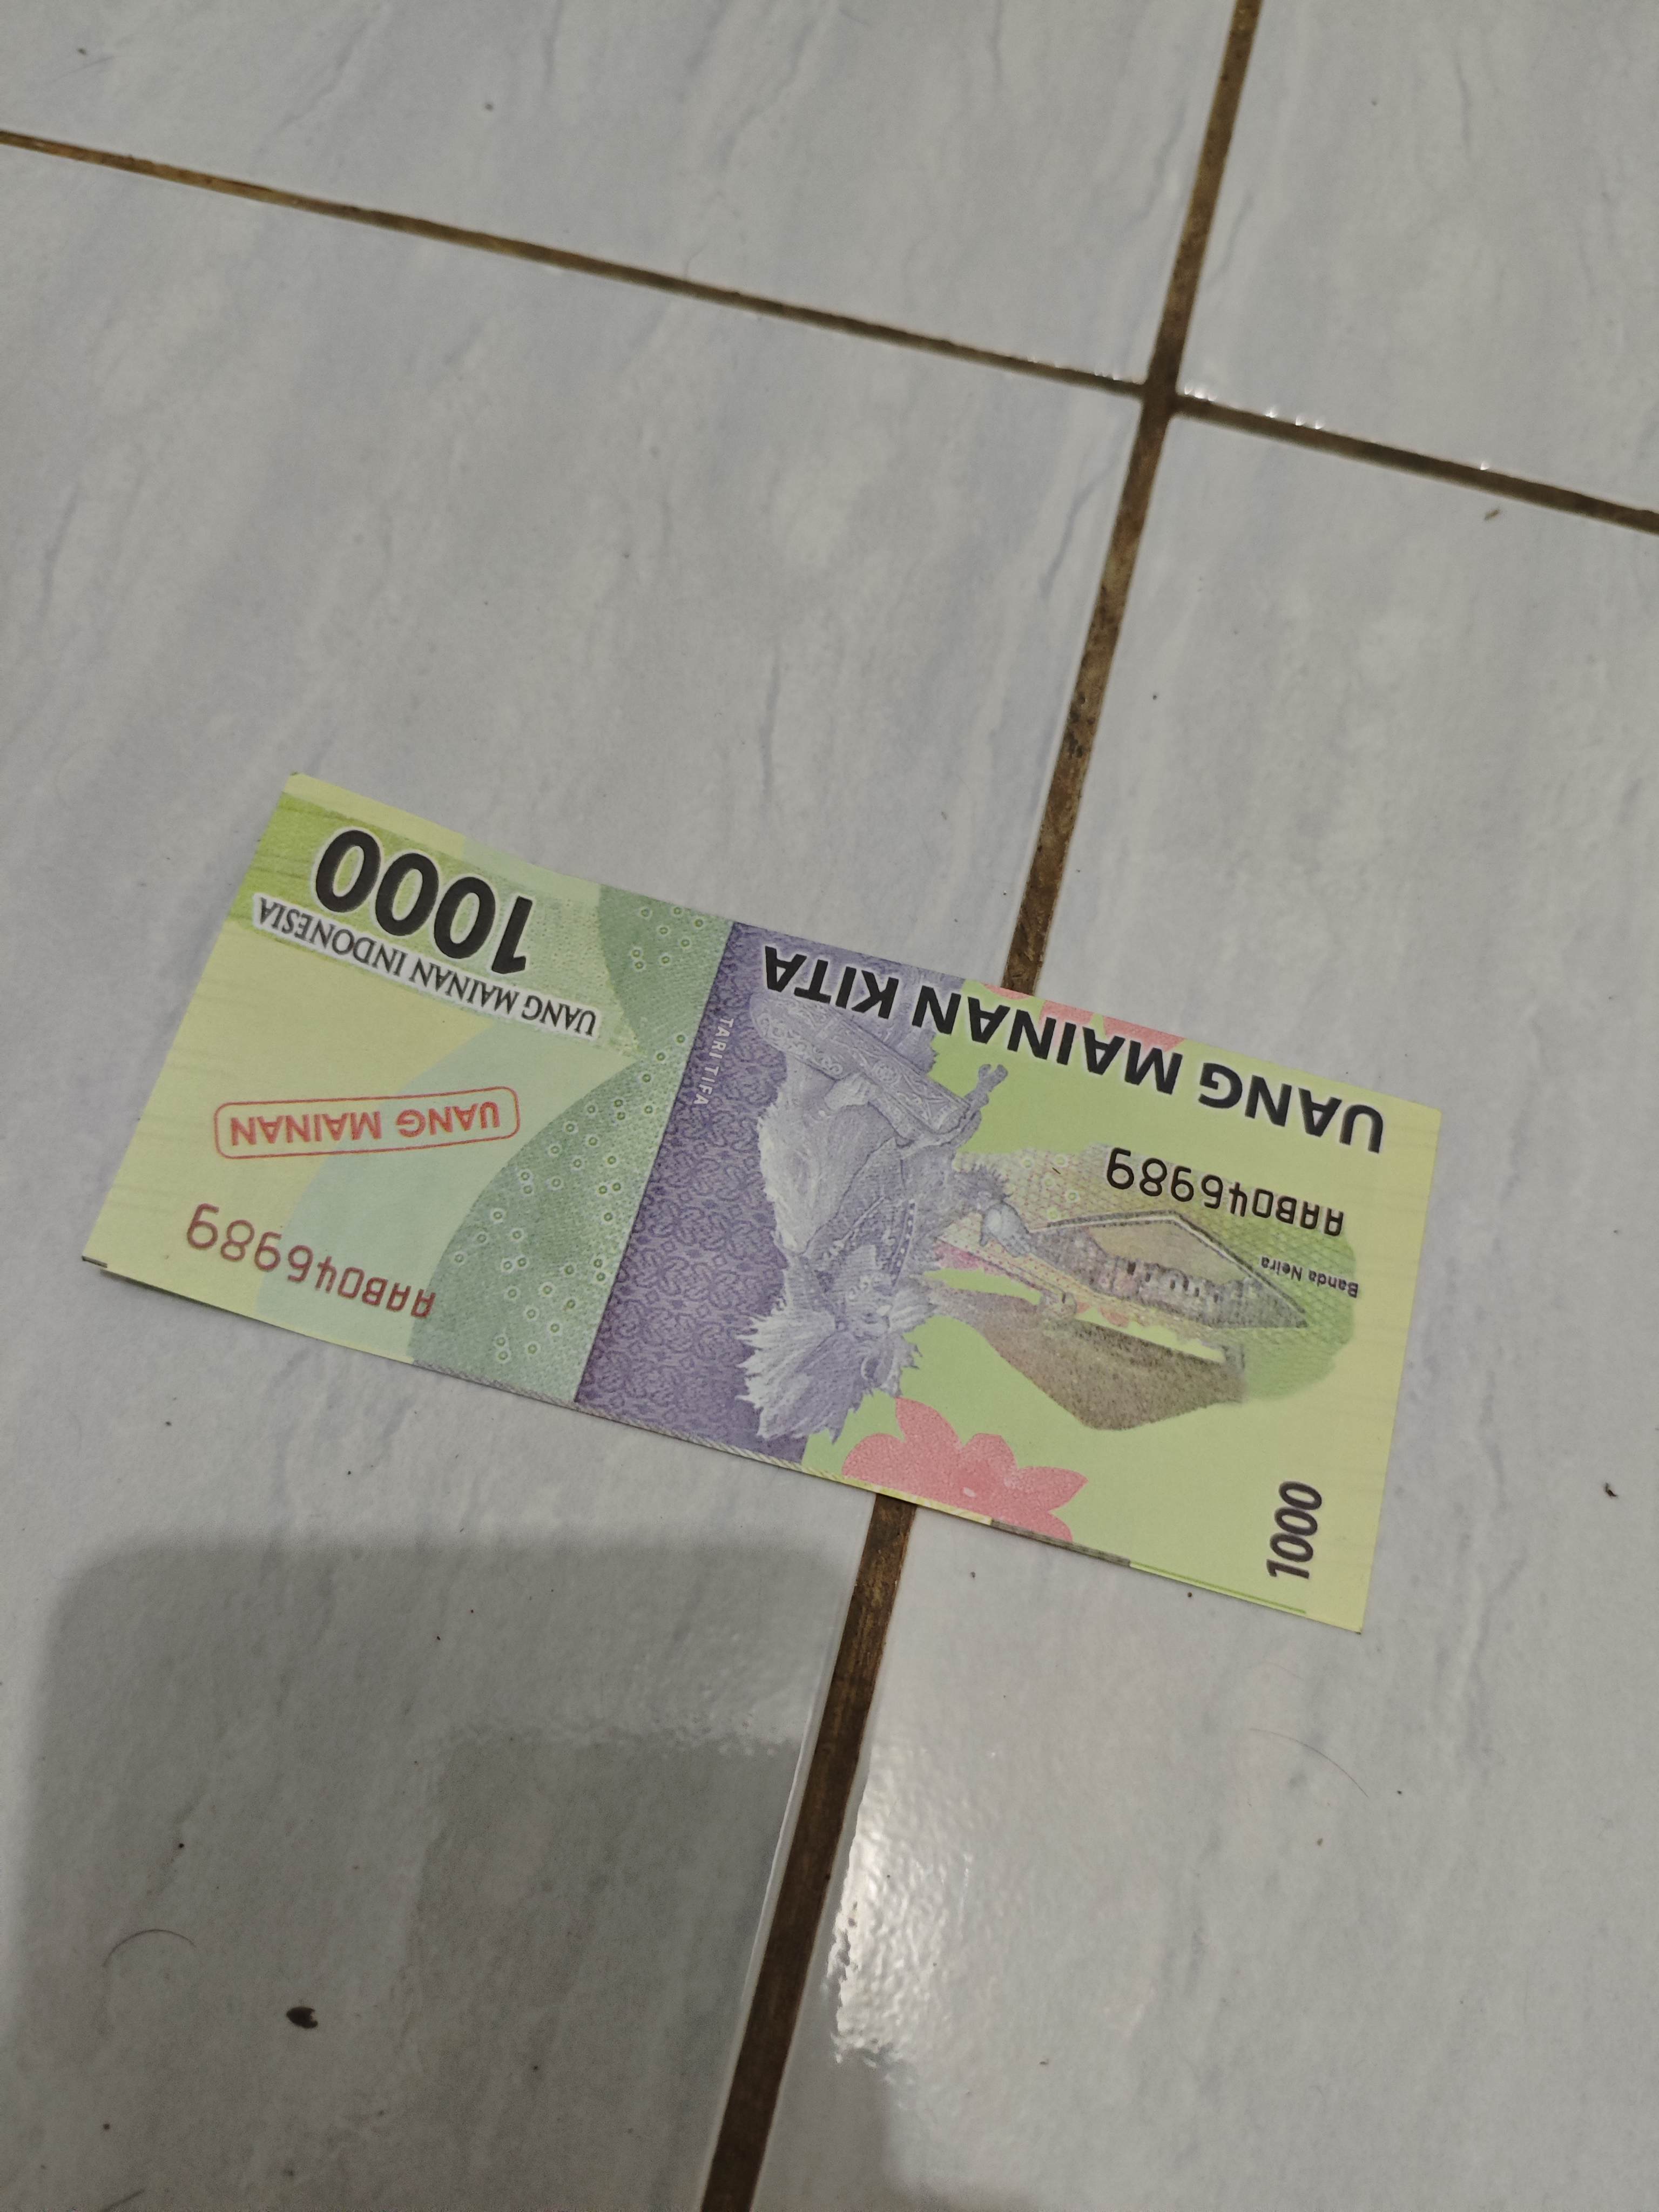 UANG MAINAN KITA
AAB046989
Banda Neira
1000
TARI TIFA
1000
UANG MAINAN INDONESIA
UANG MAINAN
AAB046989